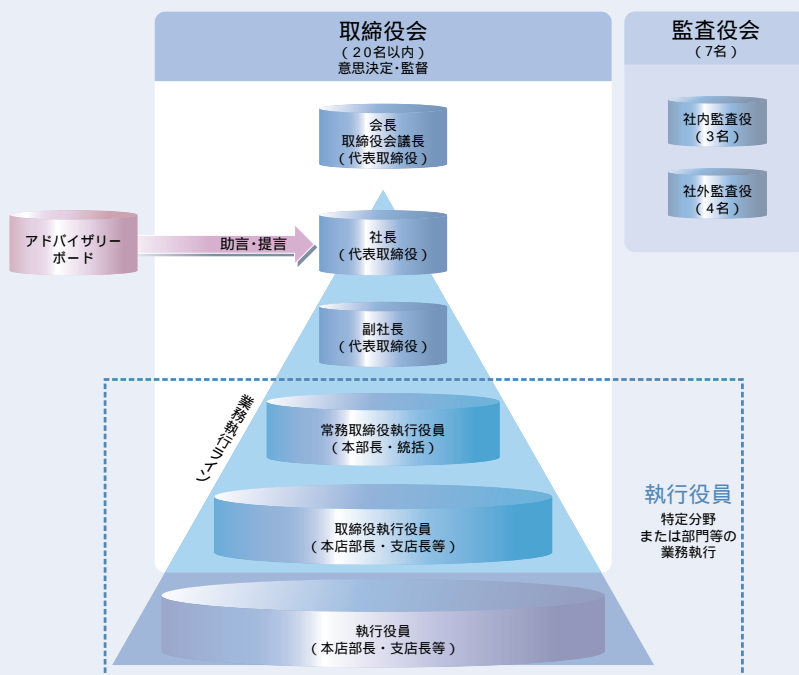 取締役会
（20名以内）
意思決定・監督
会長
取締役会議長
（代表取締役）
社長
（代表取締役）
副社長
（代表取締役）
常務取締役執行役員
（本部長・統括）
取締役執行役員
（本店部長・支店長等）
執行役員
（本店部長・支店長等）
アドバイザリー
ボード
助言・提言
業務執行ライン
監査役会
（7名）
社内監査役
（3名）
社外監査役
（4名）
執行役員
特定分野
または部門等の
業務執行